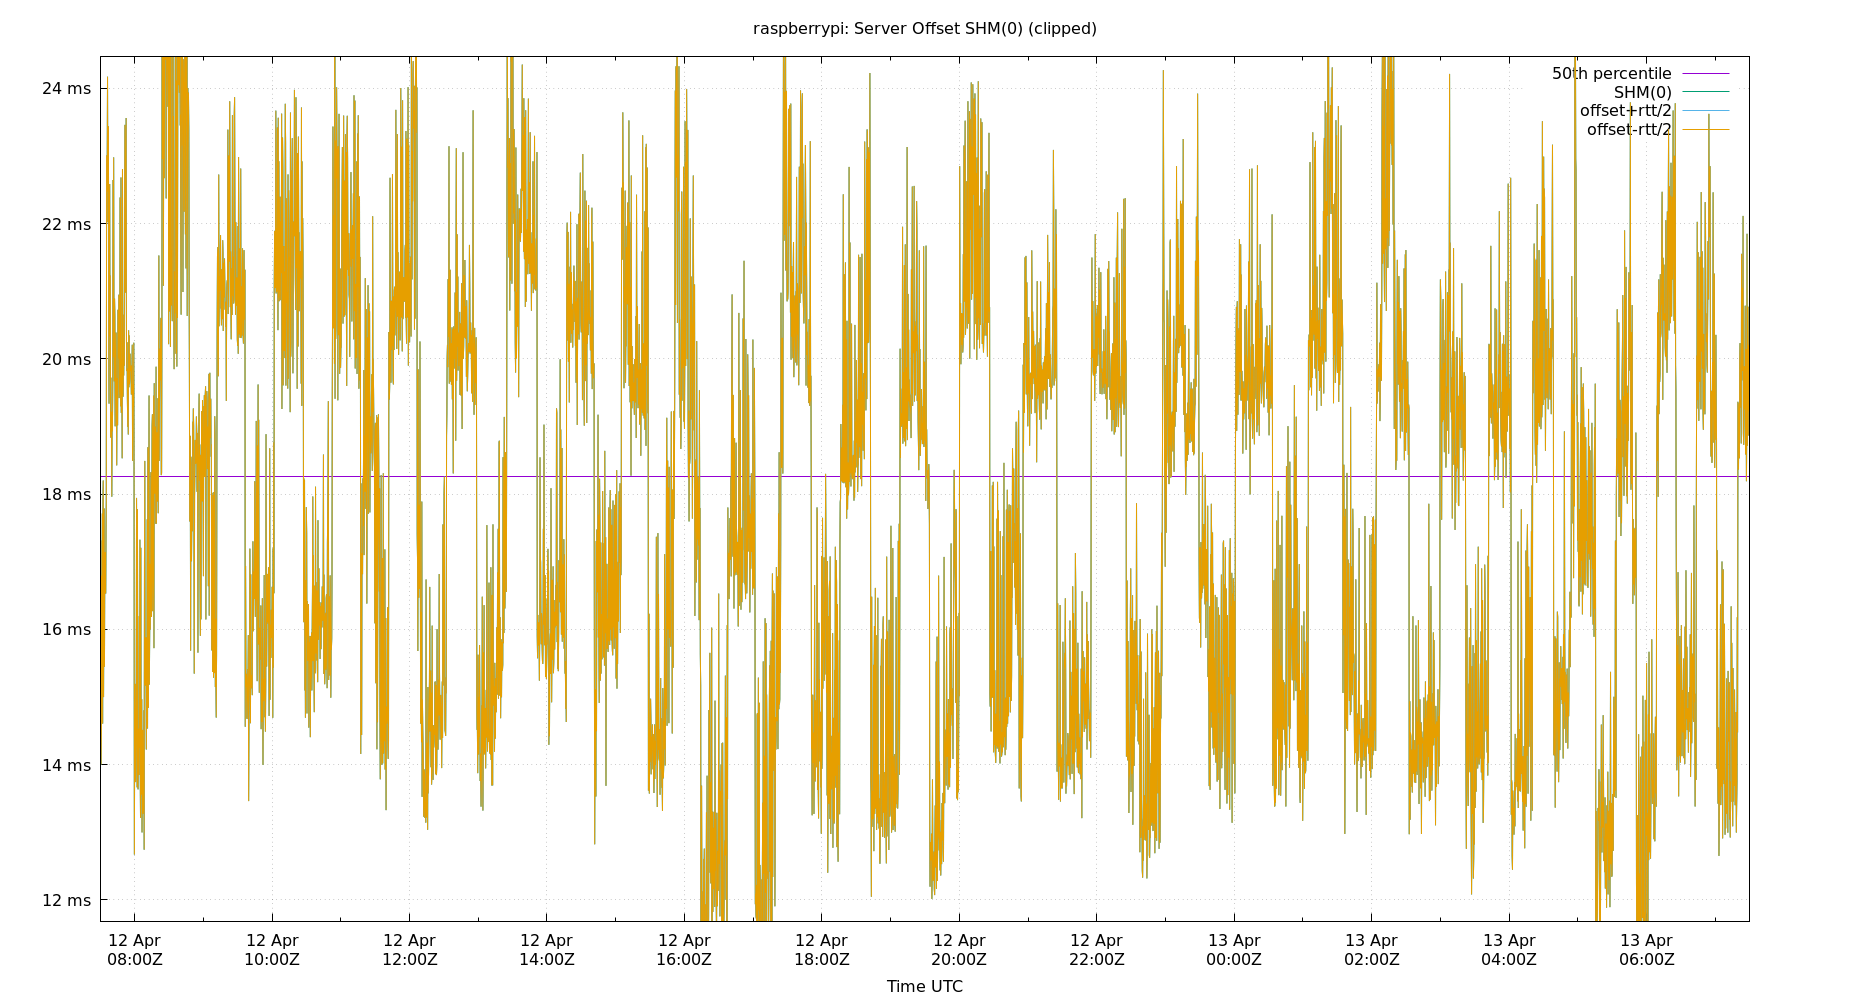 raspberrypi: Server Offset SHM(0) (clipped)
50th percentile
SHM(0)
offset+rtt/2
offset-rtt/2
24 ms
22 ms
20 ms
18 ms
16 ms
14 ms
12 ms
12 Apr 12 Apr 12 Apr 12 Apr 12 Apr 12 Apr 12 Apr 12 Apr 13 Apr 13 Apr 13 Apr 13 Apr
08:00Z 10:00Z 12:00Z 14:00Z 16:00Z 18:00Z 20:00Z 22:00Z 00:00Z 02:00Z 04:00Z 06:00Z
Time UTC